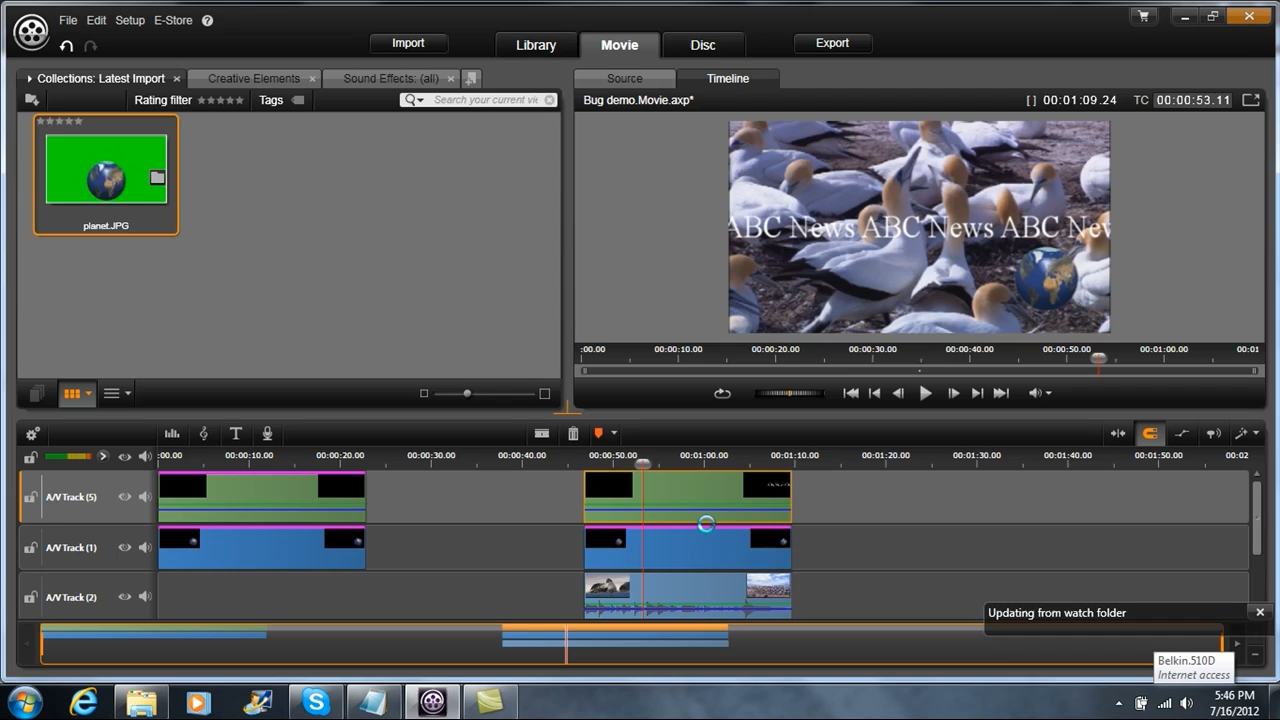 File Edit Setup E-Store ?
Import Library Movie Disc Export
Collections: Latest Import × Creative Elements × Sound Effects: (all) ×
Source Timeline
Rating filter Tags Search your current vie
Bug demo.Movie.axp* [ ] 00:01:09.24 TC 00:00:53.11
planet.JPG
ABC News ABC News ABC New
:00.00 00:00:10.00 00:00:20.00 00:00:30.00 00:00:40.00 00:00:50.00 00:01:00.00 00:01
:00.00 00:00:10.00 00:00:20.00 00:00:30.00 00:00:40.00 00:00:50.00 00:01:00.00 00:01:10.00 00:01:20.00 00:01:30.00 00:01:40.00 00:01:50.00 00:02
A/V Track (5)
A/V Track (1)
A/V Track (2)
Updating from watch folder
Belkin.510D
Internet access
5:46 PM
7/16/2012